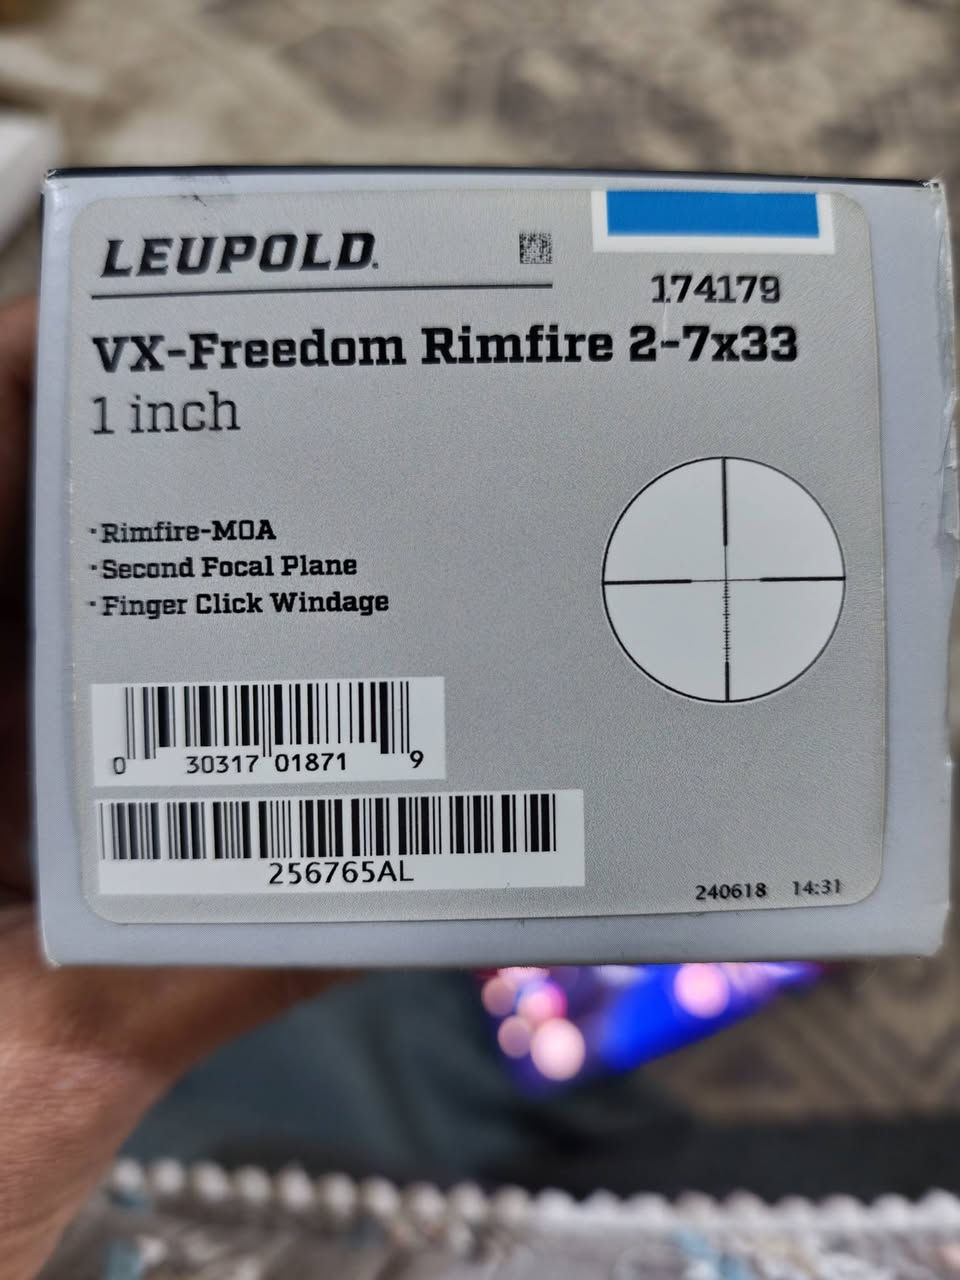 LEUPOLD.
174179
VX-Freedom Rimfire 2-7x33
1 inch
·Rimfire-MOA
·Second Focal Plane
·Finger Click Windage
0 30317 01871 9
256765AL
240618 14:31